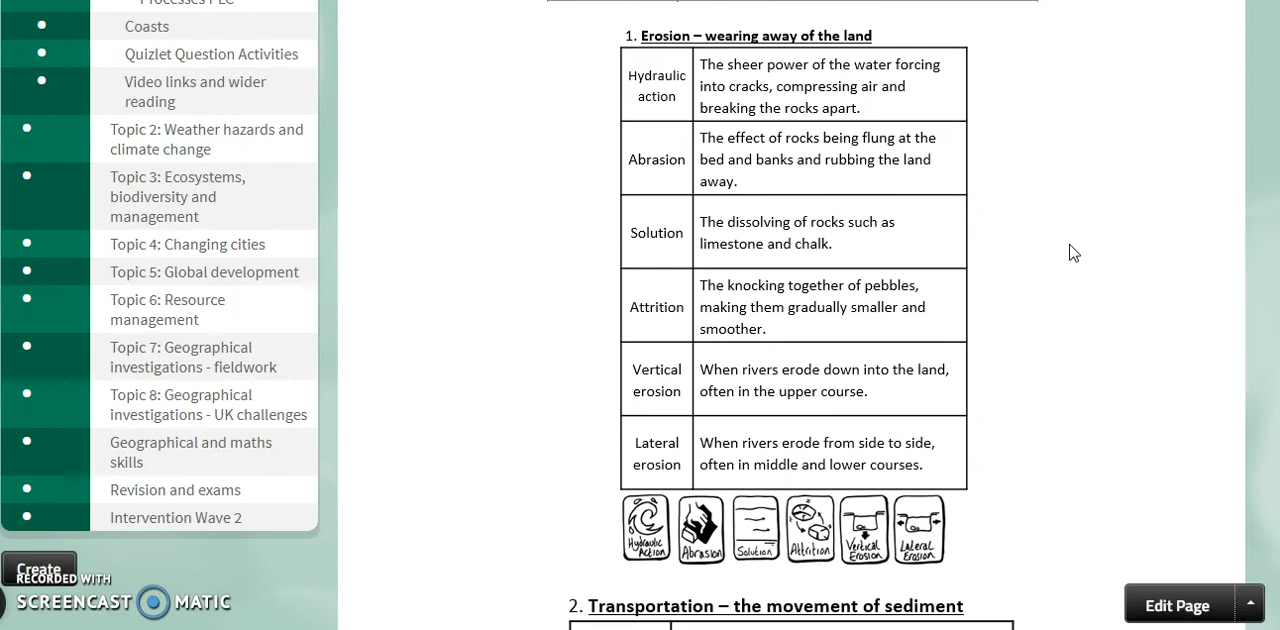 Coasts
Quizlet Question Activities
Video links and wider
reading
Topic 2: Weather hazards and
climate change
Topic 3: Ecosystems,
biodiversity and
management
Topic 4: Changing cities
Topic 5: Global development
Topic 6: Resource
management
Topic 7: Geographical
investigations - fieldwork
Topic 8: Geographical
investigations - UK challenges
Geographical and maths
skills
Revision and exams
Intervention Wave 2
Create
RECORDED WITH
SCREENCAST MATIC
1. Erosion – wearing away of the land
Hydraulic
action
The sheer power of the water forcing
into cracks, compressing air and
breaking the rocks apart.
Abrasion
The effect of rocks being flung at the
bed and banks and rubbing the land
away.
Solution
The dissolving of rocks such as
limestone and chalk.
Attrition
The knocking together of pebbles,
making them gradually smaller and
smoother.
Vertical
erosion
When rivers erode down into the land,
often in the upper course.
Lateral
erosion
When rivers erode from side to side,
often in middle and lower courses.
Hydraulic
Action
Abrasion
Solution
Attrition
Vertical
Erosion
Lateral
Erosion
2. Transportation – the movement of sediment
Edit Page